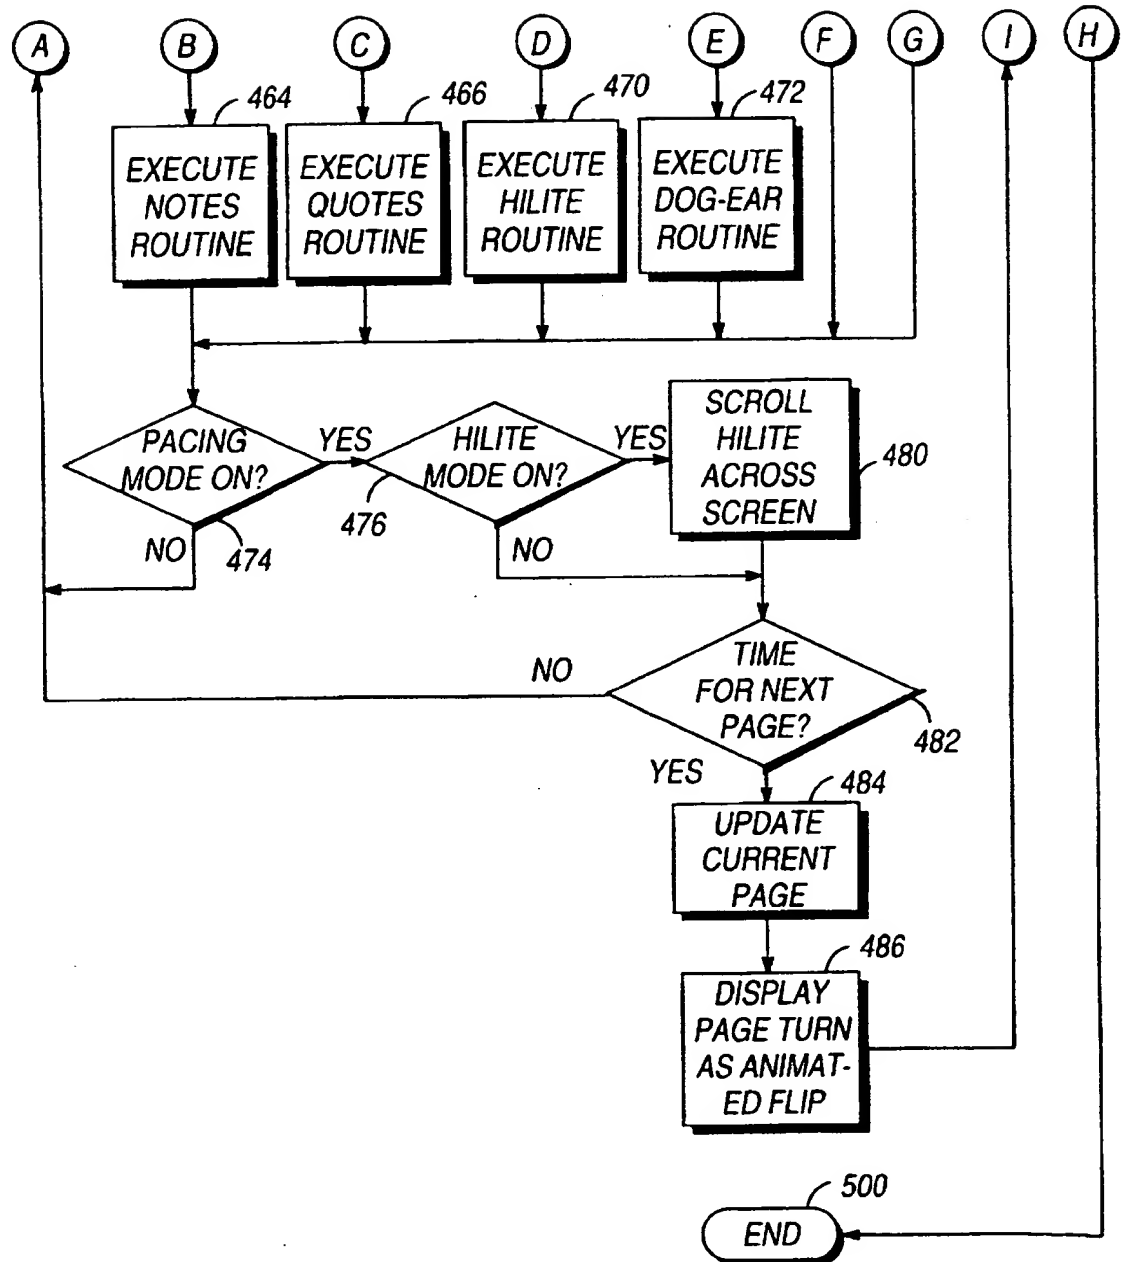 A B C D E F G I H
464 466 470 472
EXECUTE
NOTES
ROUTINE
EXECUTE
QUOTES
ROUTINE
EXECUTE
HILITE
ROUTINE
EXECUTE
DOG-EAR
ROUTINE
PACING
MODE ON?
YES
NO
474
HILITE
MODE ON?
YES
NO
476
SCROLL
HILITE
ACROSS
SCREEN
480
TIME
FOR NEXT
PAGE?
NO
YES
482
484
UPDATE
CURRENT
PAGE
486
DISPLAY
PAGE TURN
AS ANIMAT-
ED FLIP
500
END